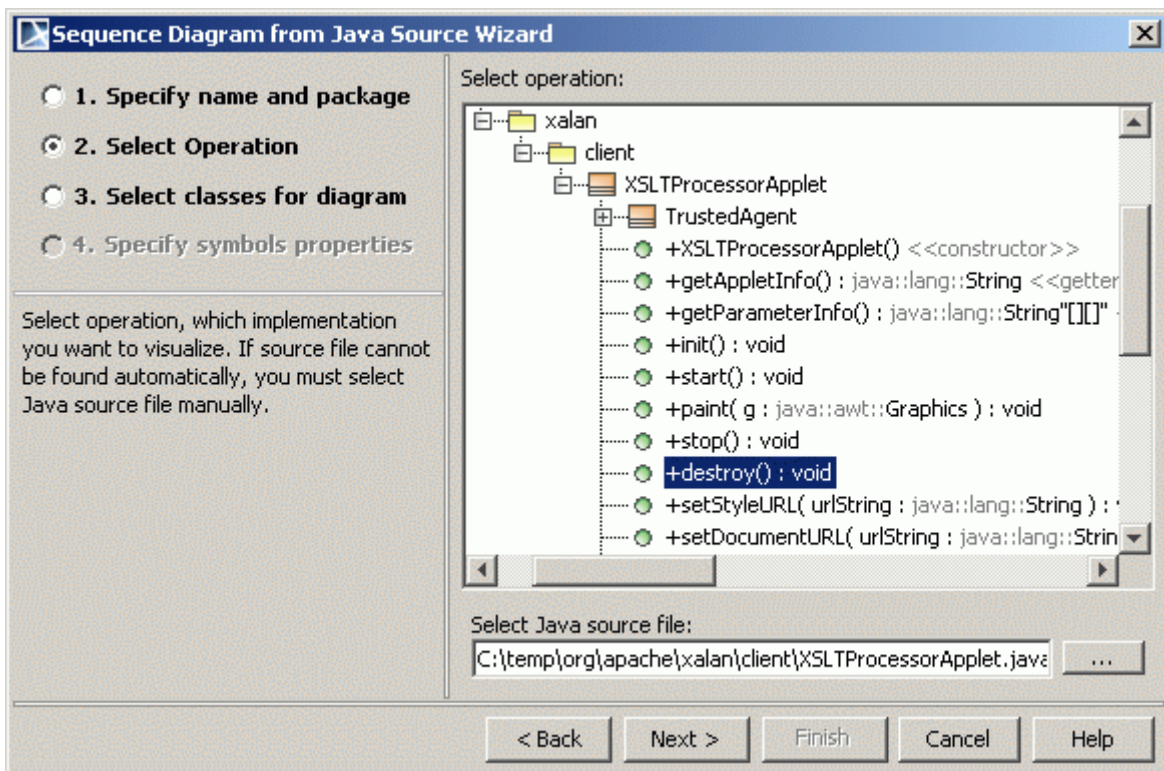 Sequence Diagram from Java Source Wizard
1. Specify name and package
2. Select Operation
3. Select classes for diagram
4. Specify symbols properties
Select operation, which implementation
you want to visualize. If source file cannot
be found automatically, you must select
Java source file manually.
Select operation:
xalan
client
XSLTProcessorApplet
TrustedAgent
+XSLTProcessorApplet() <<constructor>>
+getAppletInfo() : java::lang::String <<getter
+getParameterInfo() : java::lang::String"[][]"
+init() : void
+start() : void
+paint( g : java::awt::Graphics ) : void
+stop() : void
+destroy() : void
+setStyleURL( urlString : java::lang::String ) :
+setDocumentURL( urlString : java::lang::Strin
Select Java source file:
C:\temp\org\apache\xalan\client\XSLTProcessorApplet.java
...
< Back
Next >
Finish
Cancel
Help